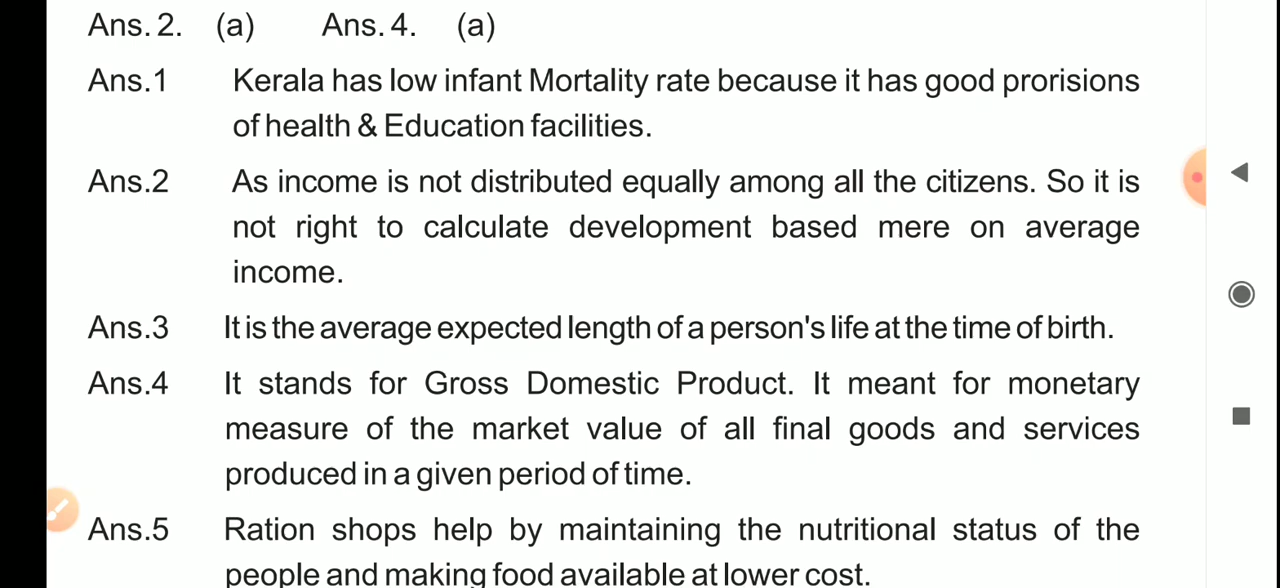 Ans. 2. (a) Ans. 4. (a)
Ans.1 Kerala has low infant Mortality rate because it has good prorisions
of health & Education facilities.
Ans.2 As income is not distributed equally among all the citizens. So it is
not right to calculate development based mere on average
income.
Ans.3 It is the average expected length of a person's life at the time of birth.
Ans.4 It stands for Gross Domestic Product. It meant for monetary
measure of the market value of all final goods and services
produced in a given period of time.
Ans.5 Ration shops help by maintaining the nutritional status of the
people and making food available at lower cost.